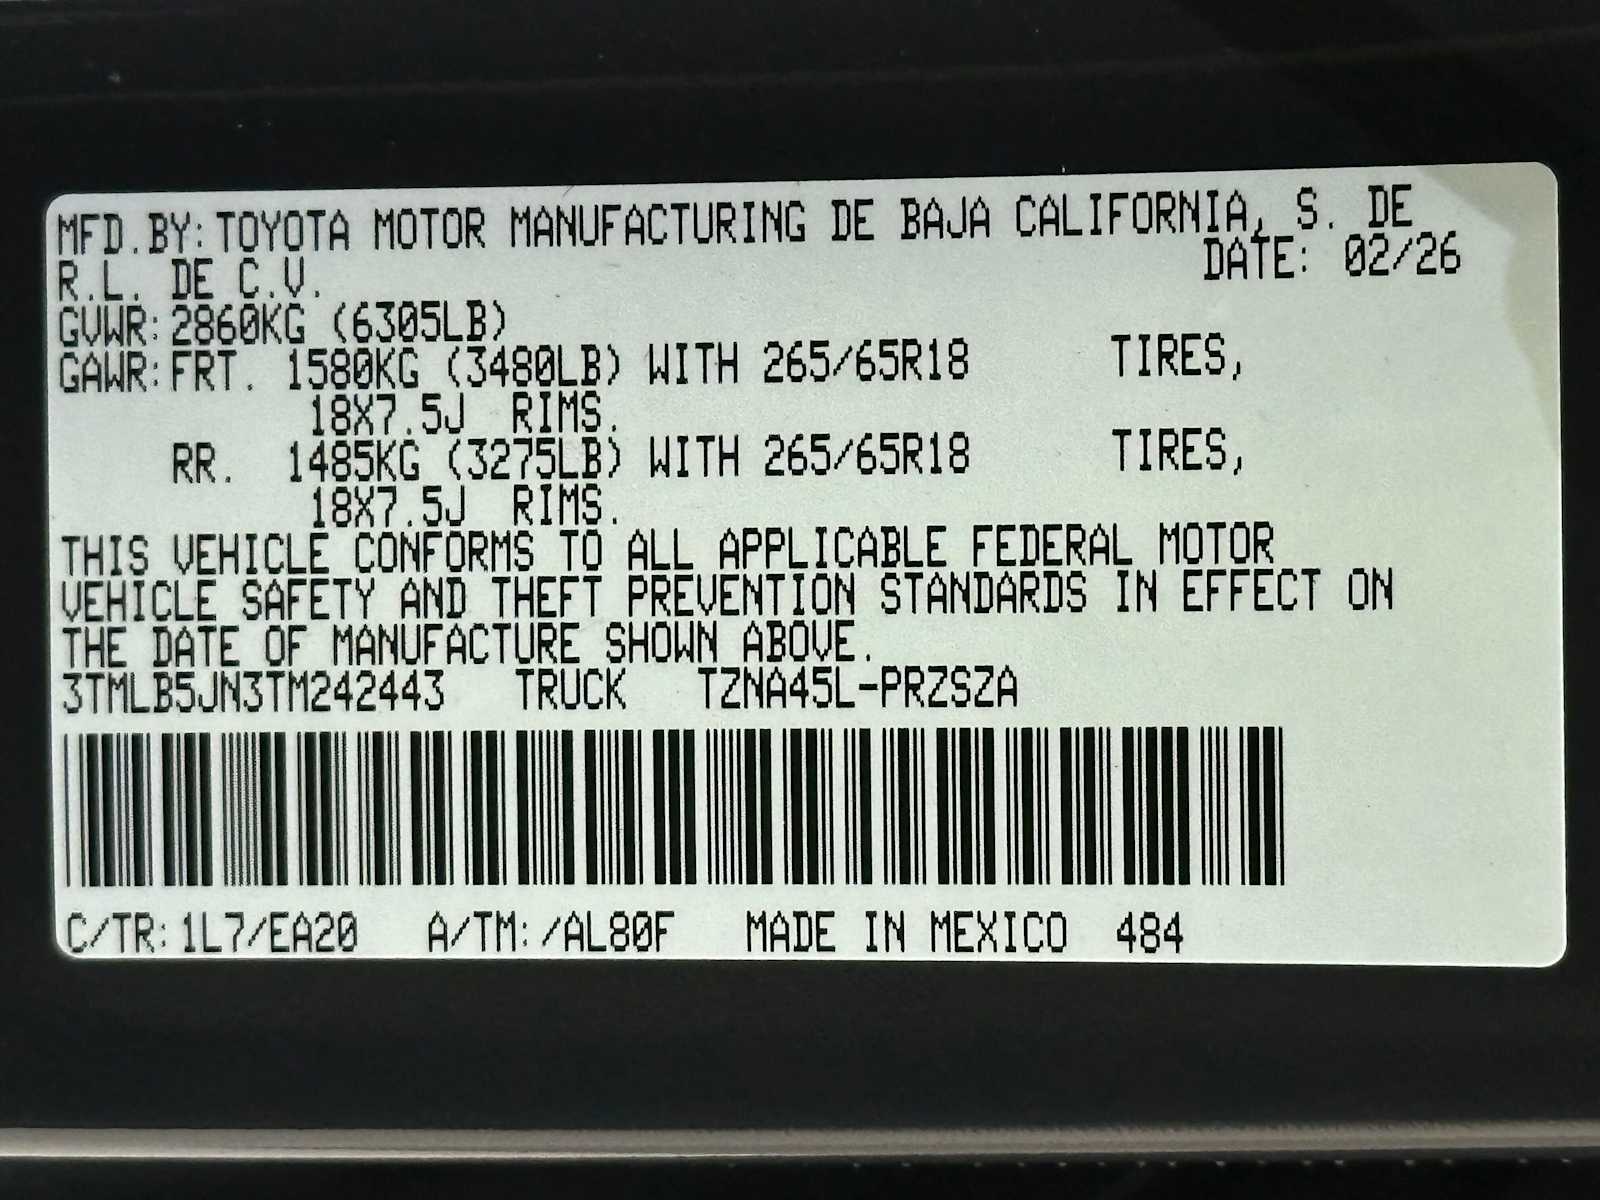 MFD.BY: TOYOTA MOTOR MANUFACTURING DE BAJA CALIFORNIA, S. DE
R.L. DE C.V. DATE: 02/26
GVWR: 2860KG (6305LB)
GAWR: FRT. 1580KG (3480LB) WITH 265/65R18 TIRES,
18X7.5J RIMS.
RR. 1485KG (3275LB) WITH 265/65R18 TIRES,
18X7.5J RIMS.
THIS VEHICLE CONFORMS TO ALL APPLICABLE FEDERAL MOTOR
VEHICLE SAFETY AND THEFT PREVENTION STANDARDS IN EFFECT ON
THE DATE OF MANUFACTURE SHOWN ABOVE.
3TMLB5JN3TM242443 TRUCK TZNA45L-PRZSZA
C/TR: 1L7/EA20 A/TM: /AL80F MADE IN MEXICO 484